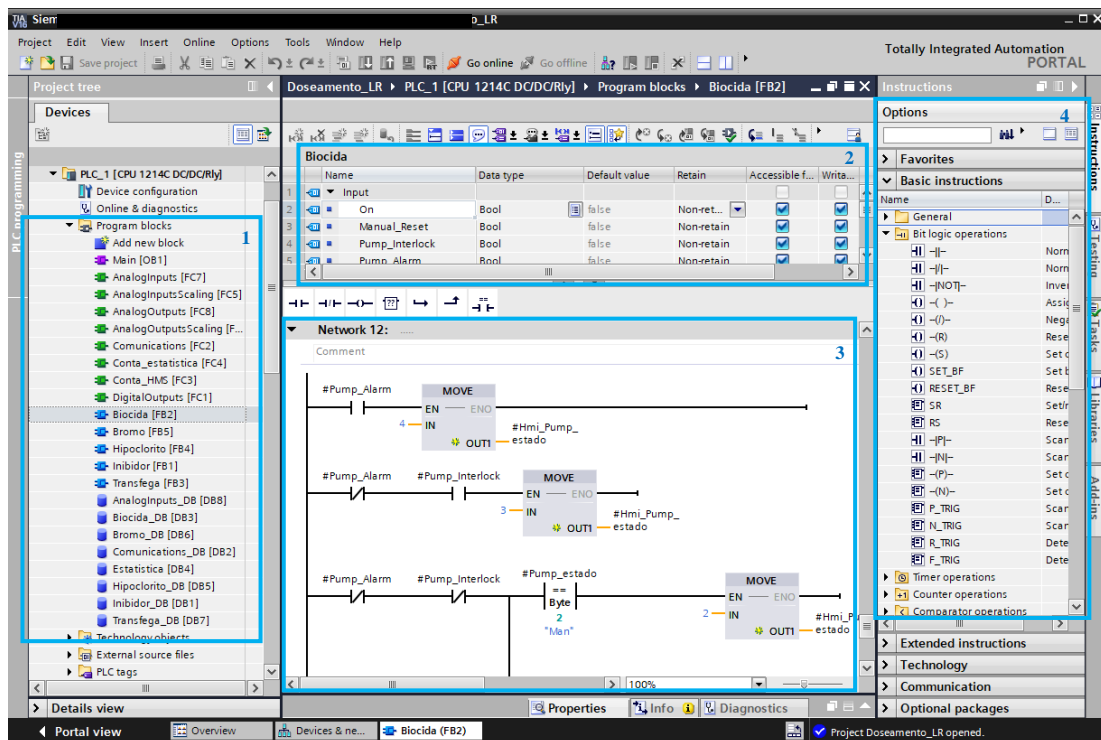 Siem
o_LR
Project Edit View Insert Online Options Tools Window Help
Save project
Go online
Go offline
Totally Integrated Automation
PORTAL
Project tree
Devices
PLC programming
PLC_1 [CPU 1214C DC/DC/Rly]
Device configuration
Online & diagnostics
Program blocks
1
Add new block
Main [OB1]
AnalogInputs [FC7]
AnalogInputsScaling [FC5]
AnalogOutputs [FC8]
AnalogOutputsScaling [F...
Comunications [FC2]
Conta_estatistica [FC4]
Conta_HMS [FC3]
DigitalOutputs [FC1]
Biocida [FB2]
Bromo [FB5]
Hipoclorito [FB4]
Inibidor [FB1]
Transfega [FB3]
AnalogInputs_DB [DB8]
Biocida_DB [DB3]
Bromo_DB [DB6]
Comunications_DB [DB2]
Estatistica [DB4]
Hipoclorito_DB [DB5]
Inibidor_DB [DB1]
Transfega_DB [DB7]
Technology objects
External source files
PLC tags
Details view
Doseamento_LR PLC_1 [CPU 1214C DC/DC/Rly] Program blocks Biocida [FB2]
Biocida
2
Name Data type Default value Retain Accessible f... Writa...
1 Input
2 On Bool false Non-ret...
3 Manual_Reset Bool false Non-retain
4 Pump_Interlock Bool false Non-retain
5 Pump_Alarm Bool false Non-retain
Network 12: .....
3
Comment
#Pump_Alarm
MOVE
EN ENO
4 IN
#Hmi_Pump_
OUT1 estado
#Pump_Alarm #Pump_Interlock
MOVE
EN ENO
3 IN
#Hmi_Pump_
OUT1 estado
#Pump_Alarm #Pump_Interlock #Pump_estado
==
Byte
2
"Man"
MOVE
EN ENO
2 IN
#Hmi_Pu
OUT1 estado
100%
Properties Info Diagnostics
Instructions
Options
4
Favorites
Basic instructions
Name D...
General
Bit logic operations
-||- Norn
-|/|- Norn
-|NOT|- Inver
-( )- Assig
-(/)- Nega
-(R) Rese
-(S) Set c
SET_BF Set b
RESET_BF Rese
SR Set/r
RS Rese
-|P|- Scar
-|N|- Scar
-(P)- Set c
-(N)- Set c
P_TRIG Scar
N_TRIG Scar
R_TRIG Dete
F_TRIG Dete
Timer operations
Counter operations
Comparator operations
Extended instructions
Technology
Communication
Optional packages
Instructions
Testing
Tasks
Libraries
Add-ins
Portal view
Overview
Devices & ne...
Biocida (FB2)
Project Doseamento_LR opened.